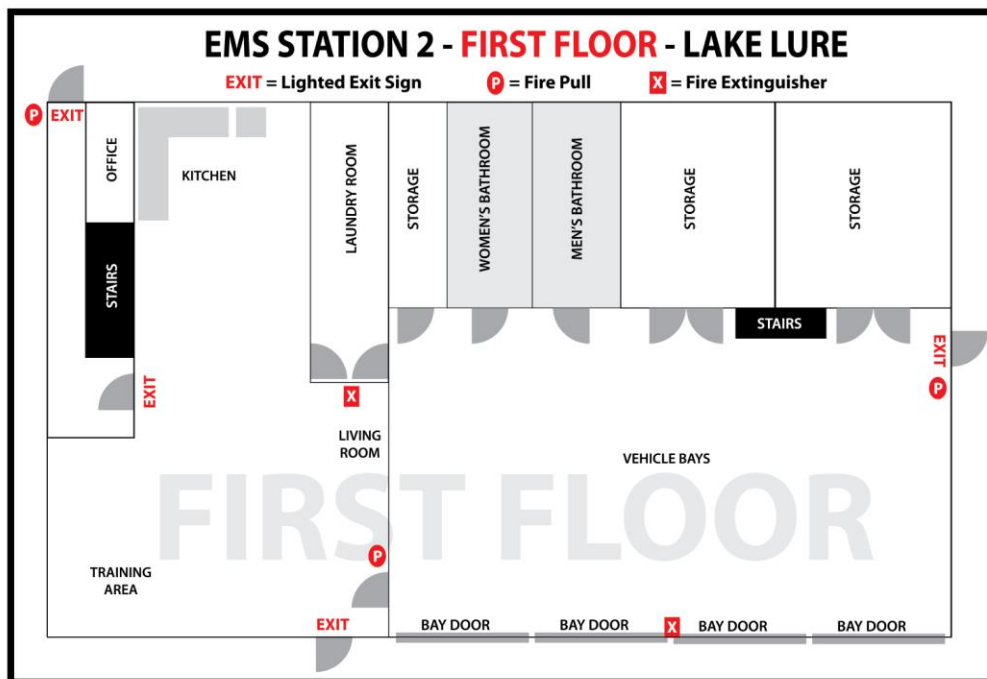 EMS STATION 2 - FIRST FLOOR - LAKE LURE
EXIT = Lighted Exit Sign
P = Fire Pull
X = Fire Extinguisher
P
EXIT
OFFICE
KITCHEN
LAUNDRY ROOM
STORAGE
WOMEN'S BATHROOM
MEN'S BATHROOM
STORAGE
STORAGE
STAIRS
STAIRS
EXIT
P
EXIT
X
LIVING
ROOM
VEHICLE BAYS
FIRST FLOOR
P
TRAINING
AREA
EXIT
BAY DOOR
BAY DOOR
X
BAY DOOR
BAY DOOR